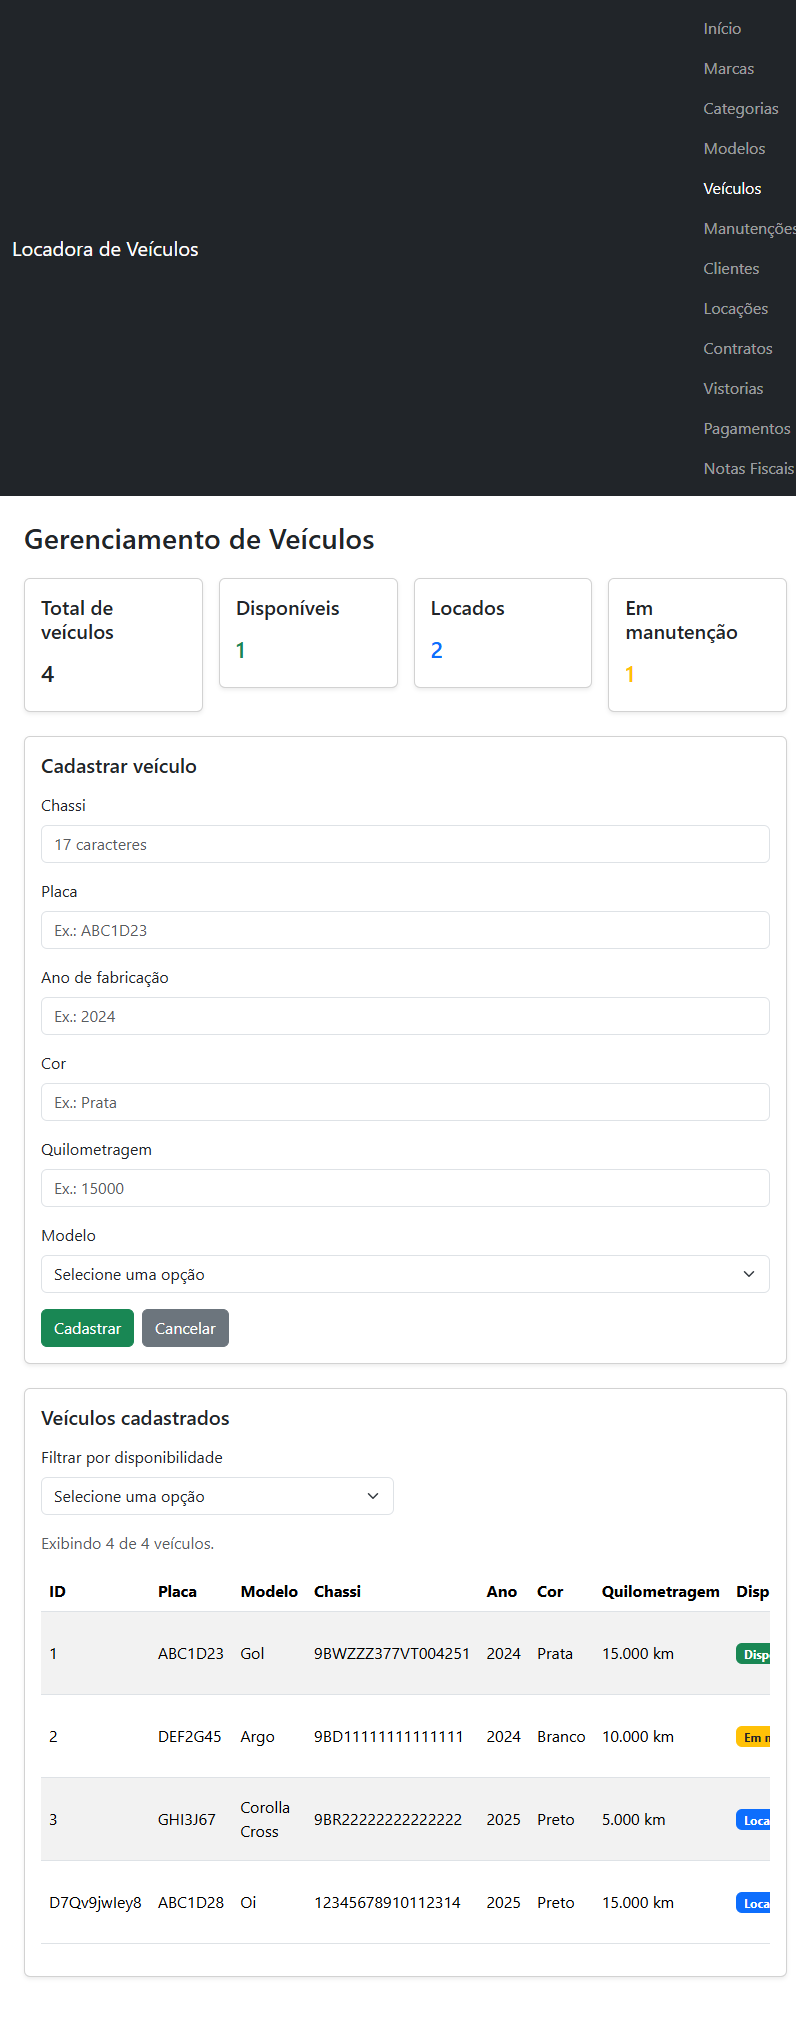 Início
Marcas
Categorias
Modelos
Veículos
Manutenções
Clientes
Locações
Contratos
Vistorias
Pagamentos
Notas Fiscais
Locadora de Veículos
Gerenciamento de Veículos
Total de
veículos
4
Disponíveis
1
Locados
2
Em
manutenção
1
Cadastrar veículo
Chassi
17 caracteres
Placa
Ex.: ABC1D23
Ano de fabricação
Ex.: 2024
Cor
Ex.: Prata
Quilometragem
Ex.: 15000
Modelo
Selecione uma opção
Cadastrar Cancelar
Veículos cadastrados
Filtrar por disponibilidade
Selecione uma opção
Exibindo 4 de 4 veículos.
ID Placa Modelo Chassi Ano Cor Quilometragem Disp
1 ABC1D23 Gol 9BWZZZ377VT004251 2024 Prata 15.000 km Disp
2 DEF2G45 Argo 9BD11111111111111 2024 Branco 10.000 km Em
3 GHI3J67 Corolla Cross 9BR22222222222222 2025 Preto 5.000 km Loca
D7Qv9jwIey8 ABC1D28 Oi 12345678910112314 2025 Preto 15.000 km Loca